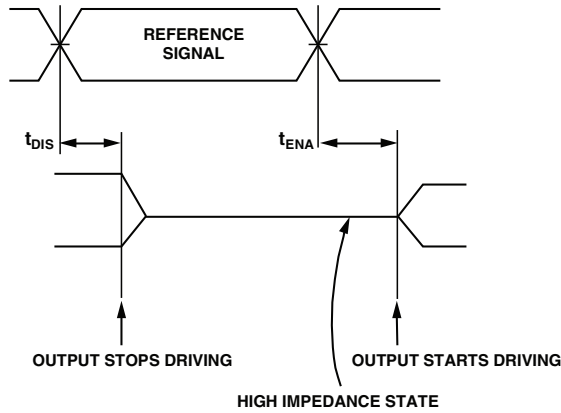 REFERENCE
SIGNAL
tDIS
tENA
OUTPUT STOPS DRIVING
OUTPUT STARTS DRIVING
HIGH IMPEDANCE STATE